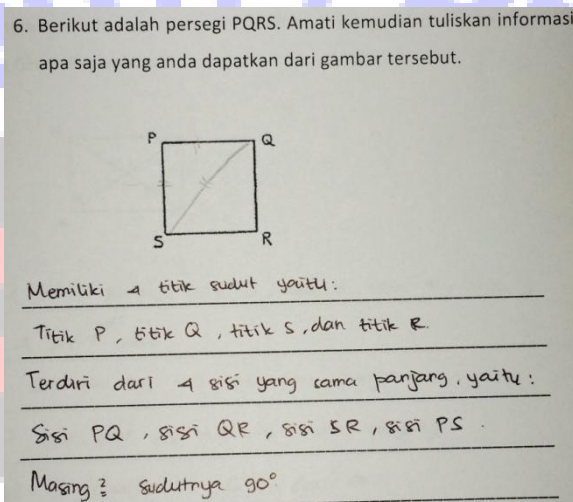 6. Berikut adalah persegi PQRS. Amati kemudian tuliskan informasi
apa saja yang anda dapatkan dari gambar tersebut.
P
Q
S
R
Memiliki 4 titik sudut yaitu:
Titik P, titik Q, titik S, dan titik R.
Terdiri dari 4 sisi yang sama panjang, yaitu:
Sisi PQ, sisi QR, sisi SR, sisi PS.
Masing² sudutnya 90°